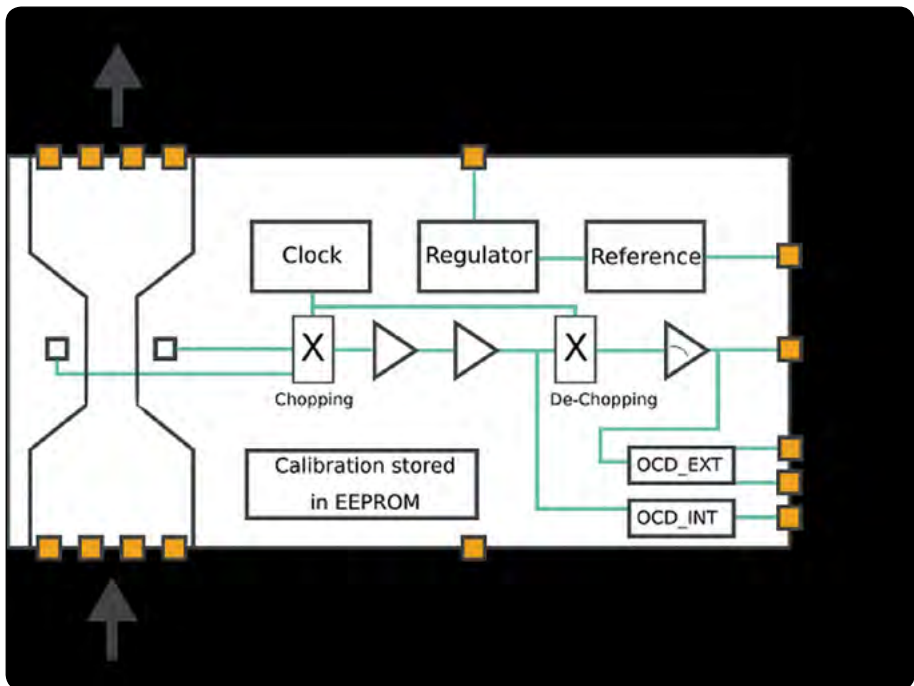 Clock
Regulator
Reference
X
X
Chopping
De-Chopping
Calibration stored
in EEPROM
OCD_EXT
OCD_INT